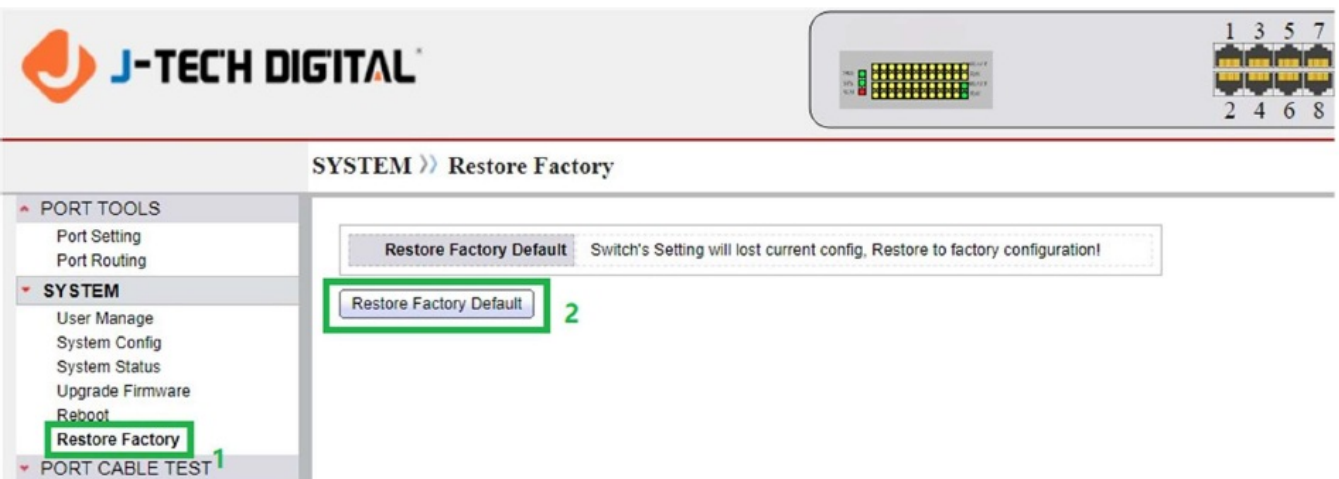 J-TECH DIGITAL
1 3 5 7
2 4 6 8
SYSTEM >> Restore Factory
PORT TOOLS
Port Setting
Port Routing
SYSTEM
User Manage
System Config
System Status
Upgrade Firmware
Reboot
Restore Factory
1
PORT CABLE TEST
Restore Factory Default Switch's Setting will lost current config, Restore to factory configuration!
Restore Factory Default
2